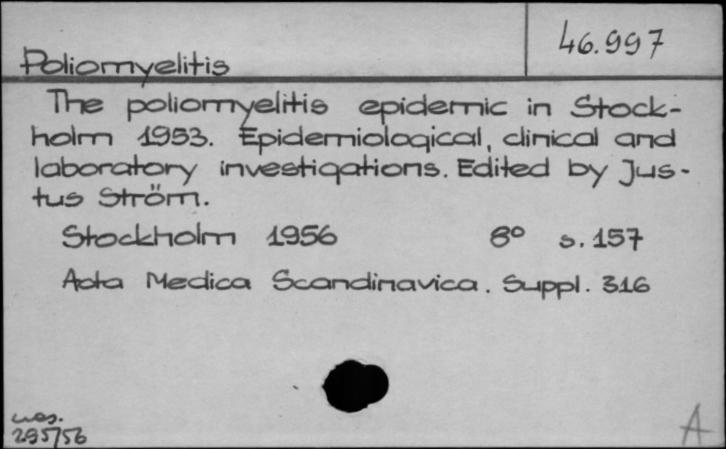 46.997
Poliomyelitis
The poliomyelitis epidemic in Stock-
holm 1953. Epidemiological, clinical and
laboratory investigations. Edited by Jus-
tus Ström.
Stockholm 1956 8° s. 157
Acta Medica Scandinavica. Suppl. 316
295/56
A